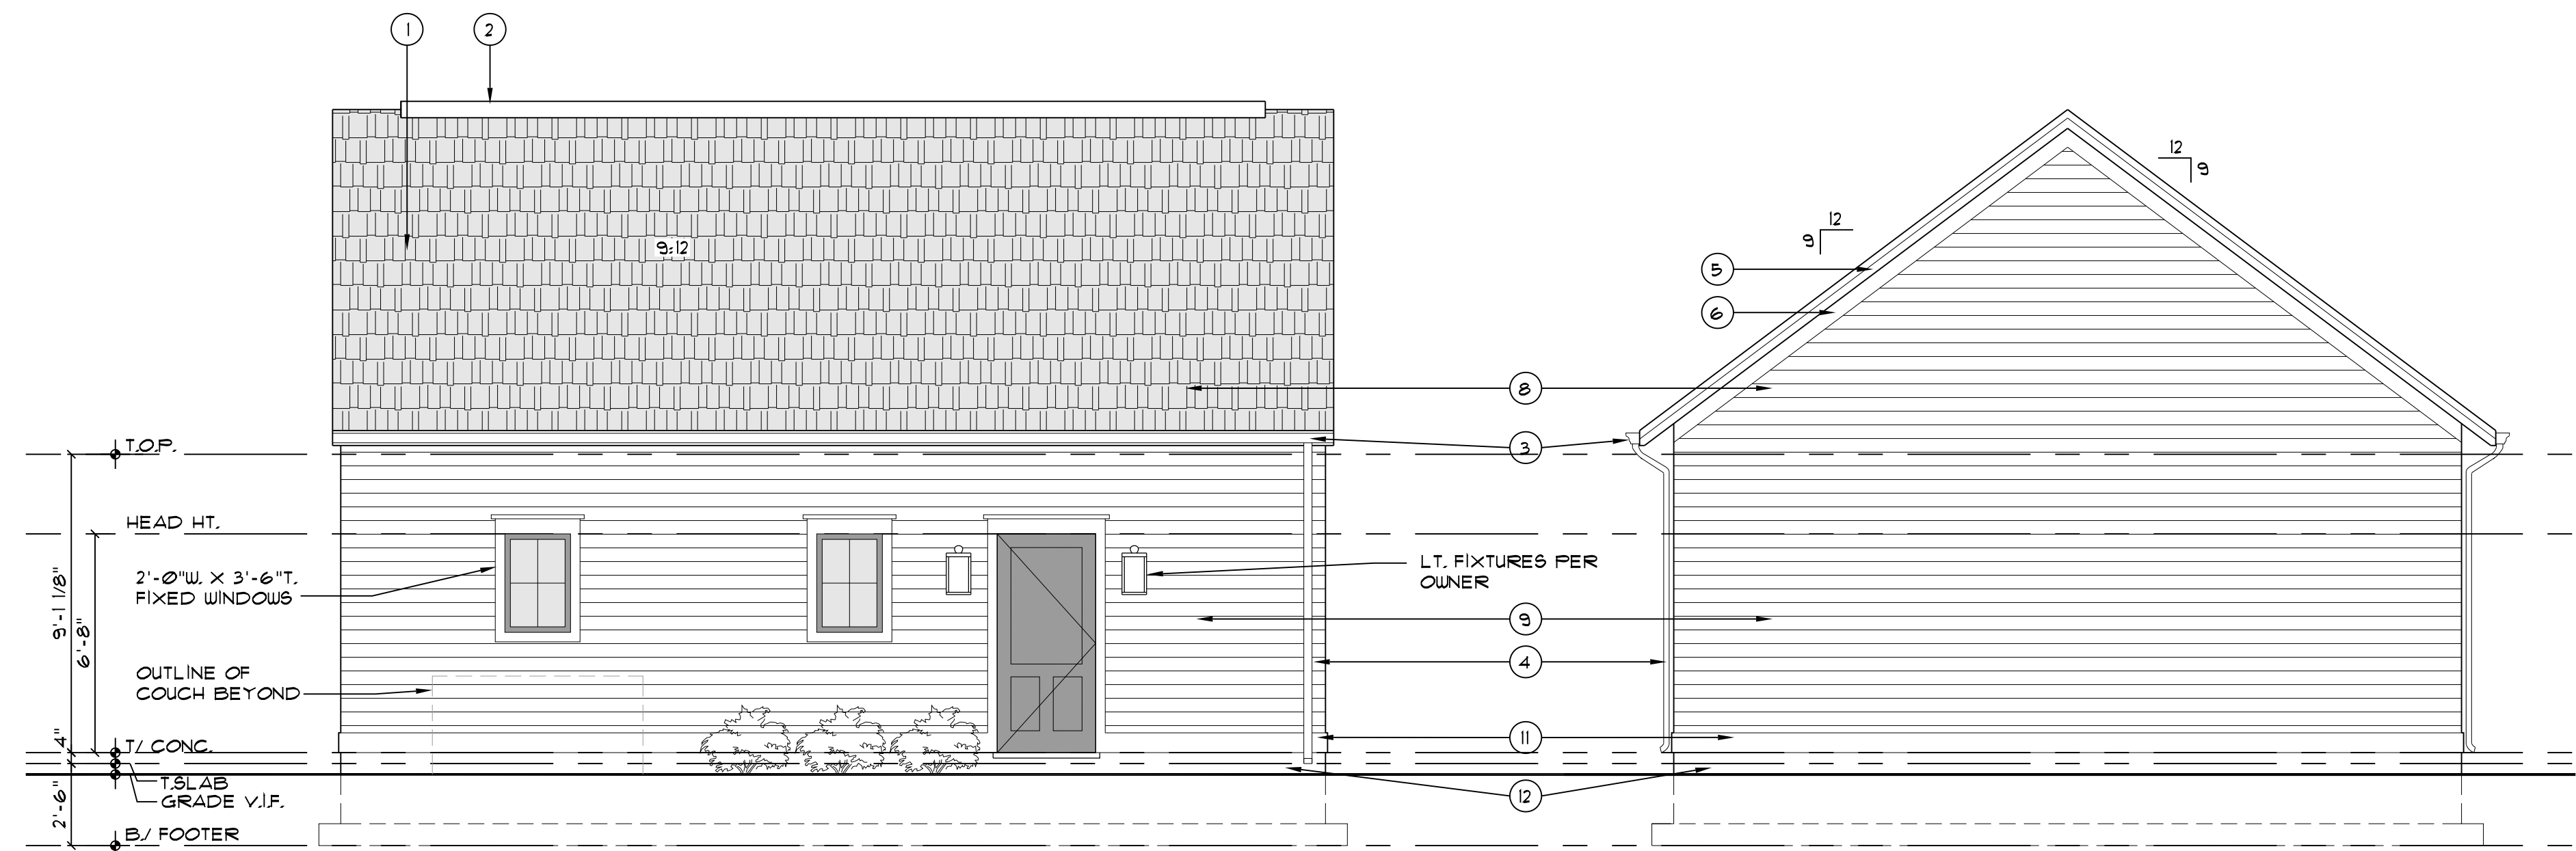 1
2
9:12
12
9
12
9
5
6
8
T.O.P.
3
HEAD HT.
2'-0"W. X 3'-6"T.
FIXED WINDOWS
LT. FIXTURES PER
OWNER
9'-1 1/8"
6'-8"
9
4
OUTLINE OF
COUCH BEYOND
4"
T/ CONC.
11
T.SLAB
GRADE V.I.F.
12
2'-6"
B./ FOOTER